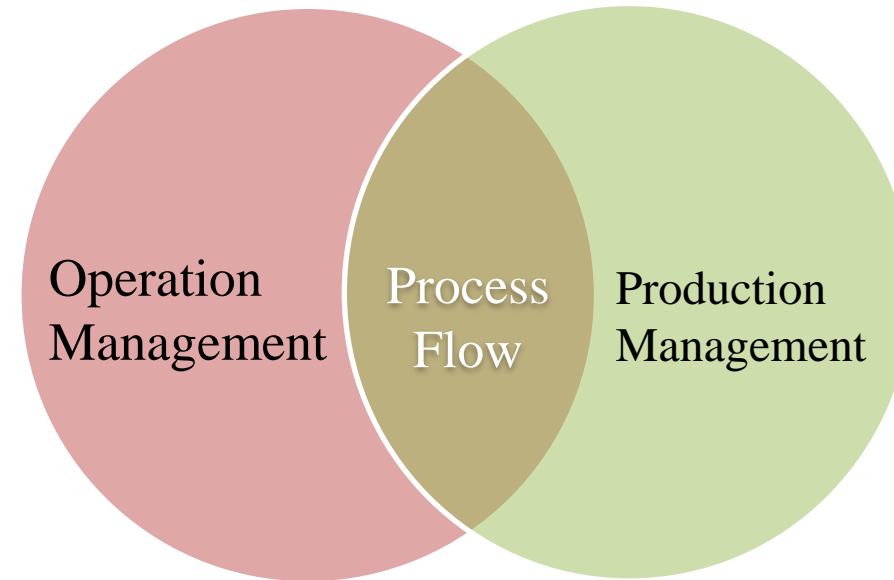 Operation
Management
Process
Flow
Production
Management